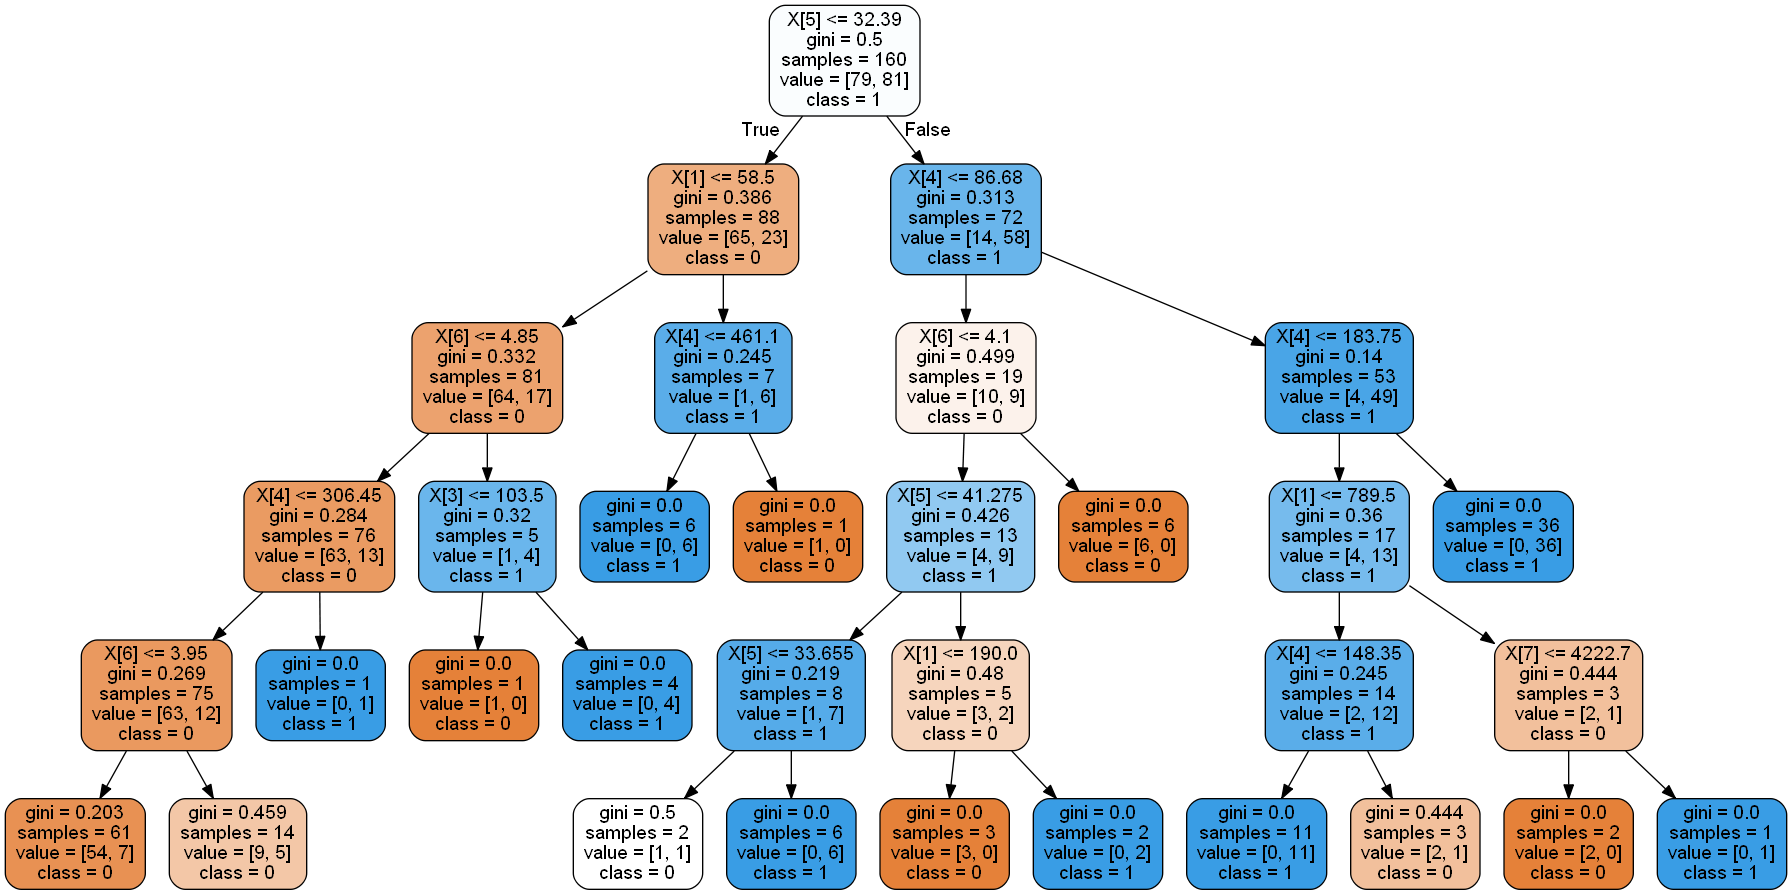 X[5] <= 32.39
gini = 0.5
samples = 160
value = [79, 81]
class = 1
True
False
X[1] <= 58.5
gini = 0.386
samples = 88
value = [65, 23]
class = 0
X[4] <= 86.68
gini = 0.313
samples = 72
value = [14, 58]
class = 1
X[6] <= 4.85
gini = 0.332
samples = 81
value = [64, 17]
class = 0
X[4] <= 461.1
gini = 0.245
samples = 7
value = [1, 6]
class = 1
X[6] <= 4.1
gini = 0.499
samples = 19
value = [10, 9]
class = 0
X[4] <= 183.75
gini = 0.14
samples = 53
value = [4, 49]
class = 1
X[4] <= 306.45
gini = 0.284
samples = 76
value = [63, 13]
class = 0
X[3] <= 103.5
gini = 0.32
samples = 5
value = [1, 4]
class = 1
gini = 0.0
samples = 6
value = [0, 6]
class = 1
gini = 0.0
samples = 1
value = [1, 0]
class = 0
X[5] <= 41.275
gini = 0.426
samples = 13
value = [4, 9]
class = 1
gini = 0.0
samples = 6
value = [6, 0]
class = 0
X[1] <= 789.5
gini = 0.36
samples = 17
value = [4, 13]
class = 1
gini = 0.0
samples = 36
value = [0, 36]
class = 1
X[6] <= 3.95
gini = 0.269
samples = 75
value = [63, 12]
class = 0
gini = 0.0
samples = 1
value = [0, 1]
class = 1
gini = 0.0
samples = 1
value = [1, 0]
class = 0
gini = 0.0
samples = 4
value = [0, 4]
class = 1
X[5] <= 33.655
gini = 0.219
samples = 8
value = [1, 7]
class = 1
X[1] <= 190.0
gini = 0.48
samples = 5
value = [3, 2]
class = 0
X[4] <= 148.35
gini = 0.245
samples = 14
value = [2, 12]
class = 1
X[7] <= 4222.7
gini = 0.444
samples = 3
value = [2, 1]
class = 0
gini = 0.203
samples = 61
value = [54, 7]
class = 0
gini = 0.459
samples = 14
value = [9, 5]
class = 0
gini = 0.5
samples = 2
value = [1, 1]
class = 0
gini = 0.0
samples = 6
value = [0, 6]
class = 1
gini = 0.0
samples = 3
value = [3, 0]
class = 0
gini = 0.0
samples = 2
value = [0, 2]
class = 1
gini = 0.0
samples = 11
value = [0, 11]
class = 1
gini = 0.444
samples = 3
value = [2, 1]
class = 0
gini = 0.0
samples = 2
value = [2, 0]
class = 0
gini = 0.0
samples = 1
value = [0, 1]
class = 1